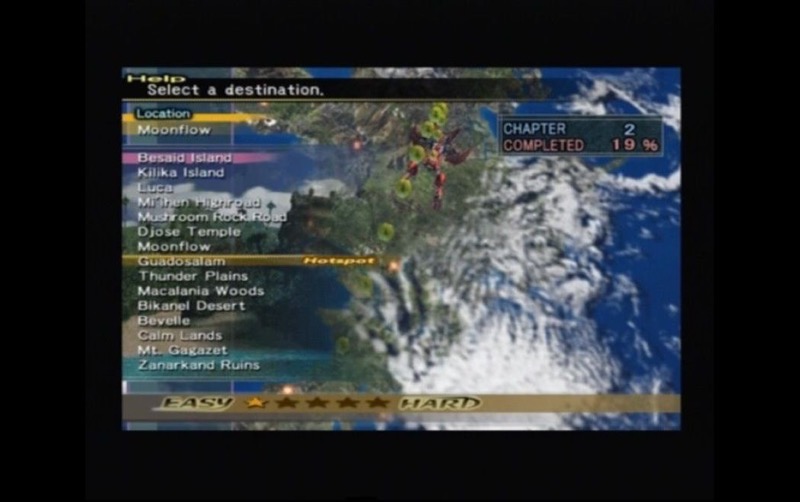 Help
Select a destination.
Location
Moonflow
CHAPTER 2
COMPLETED 19 %
Besaid Island
Kilika Island
Luca
Mi'ihen Highroad
Mushroom Rock Road
Djose Temple
Moonflow
Guadosalam Hotspot
Thunder Plains
Macalania Woods
Bikanel Desert
Bevelle
Calm Lands
Mt. Gagazet
Zanarkand Ruins
EASY HARD